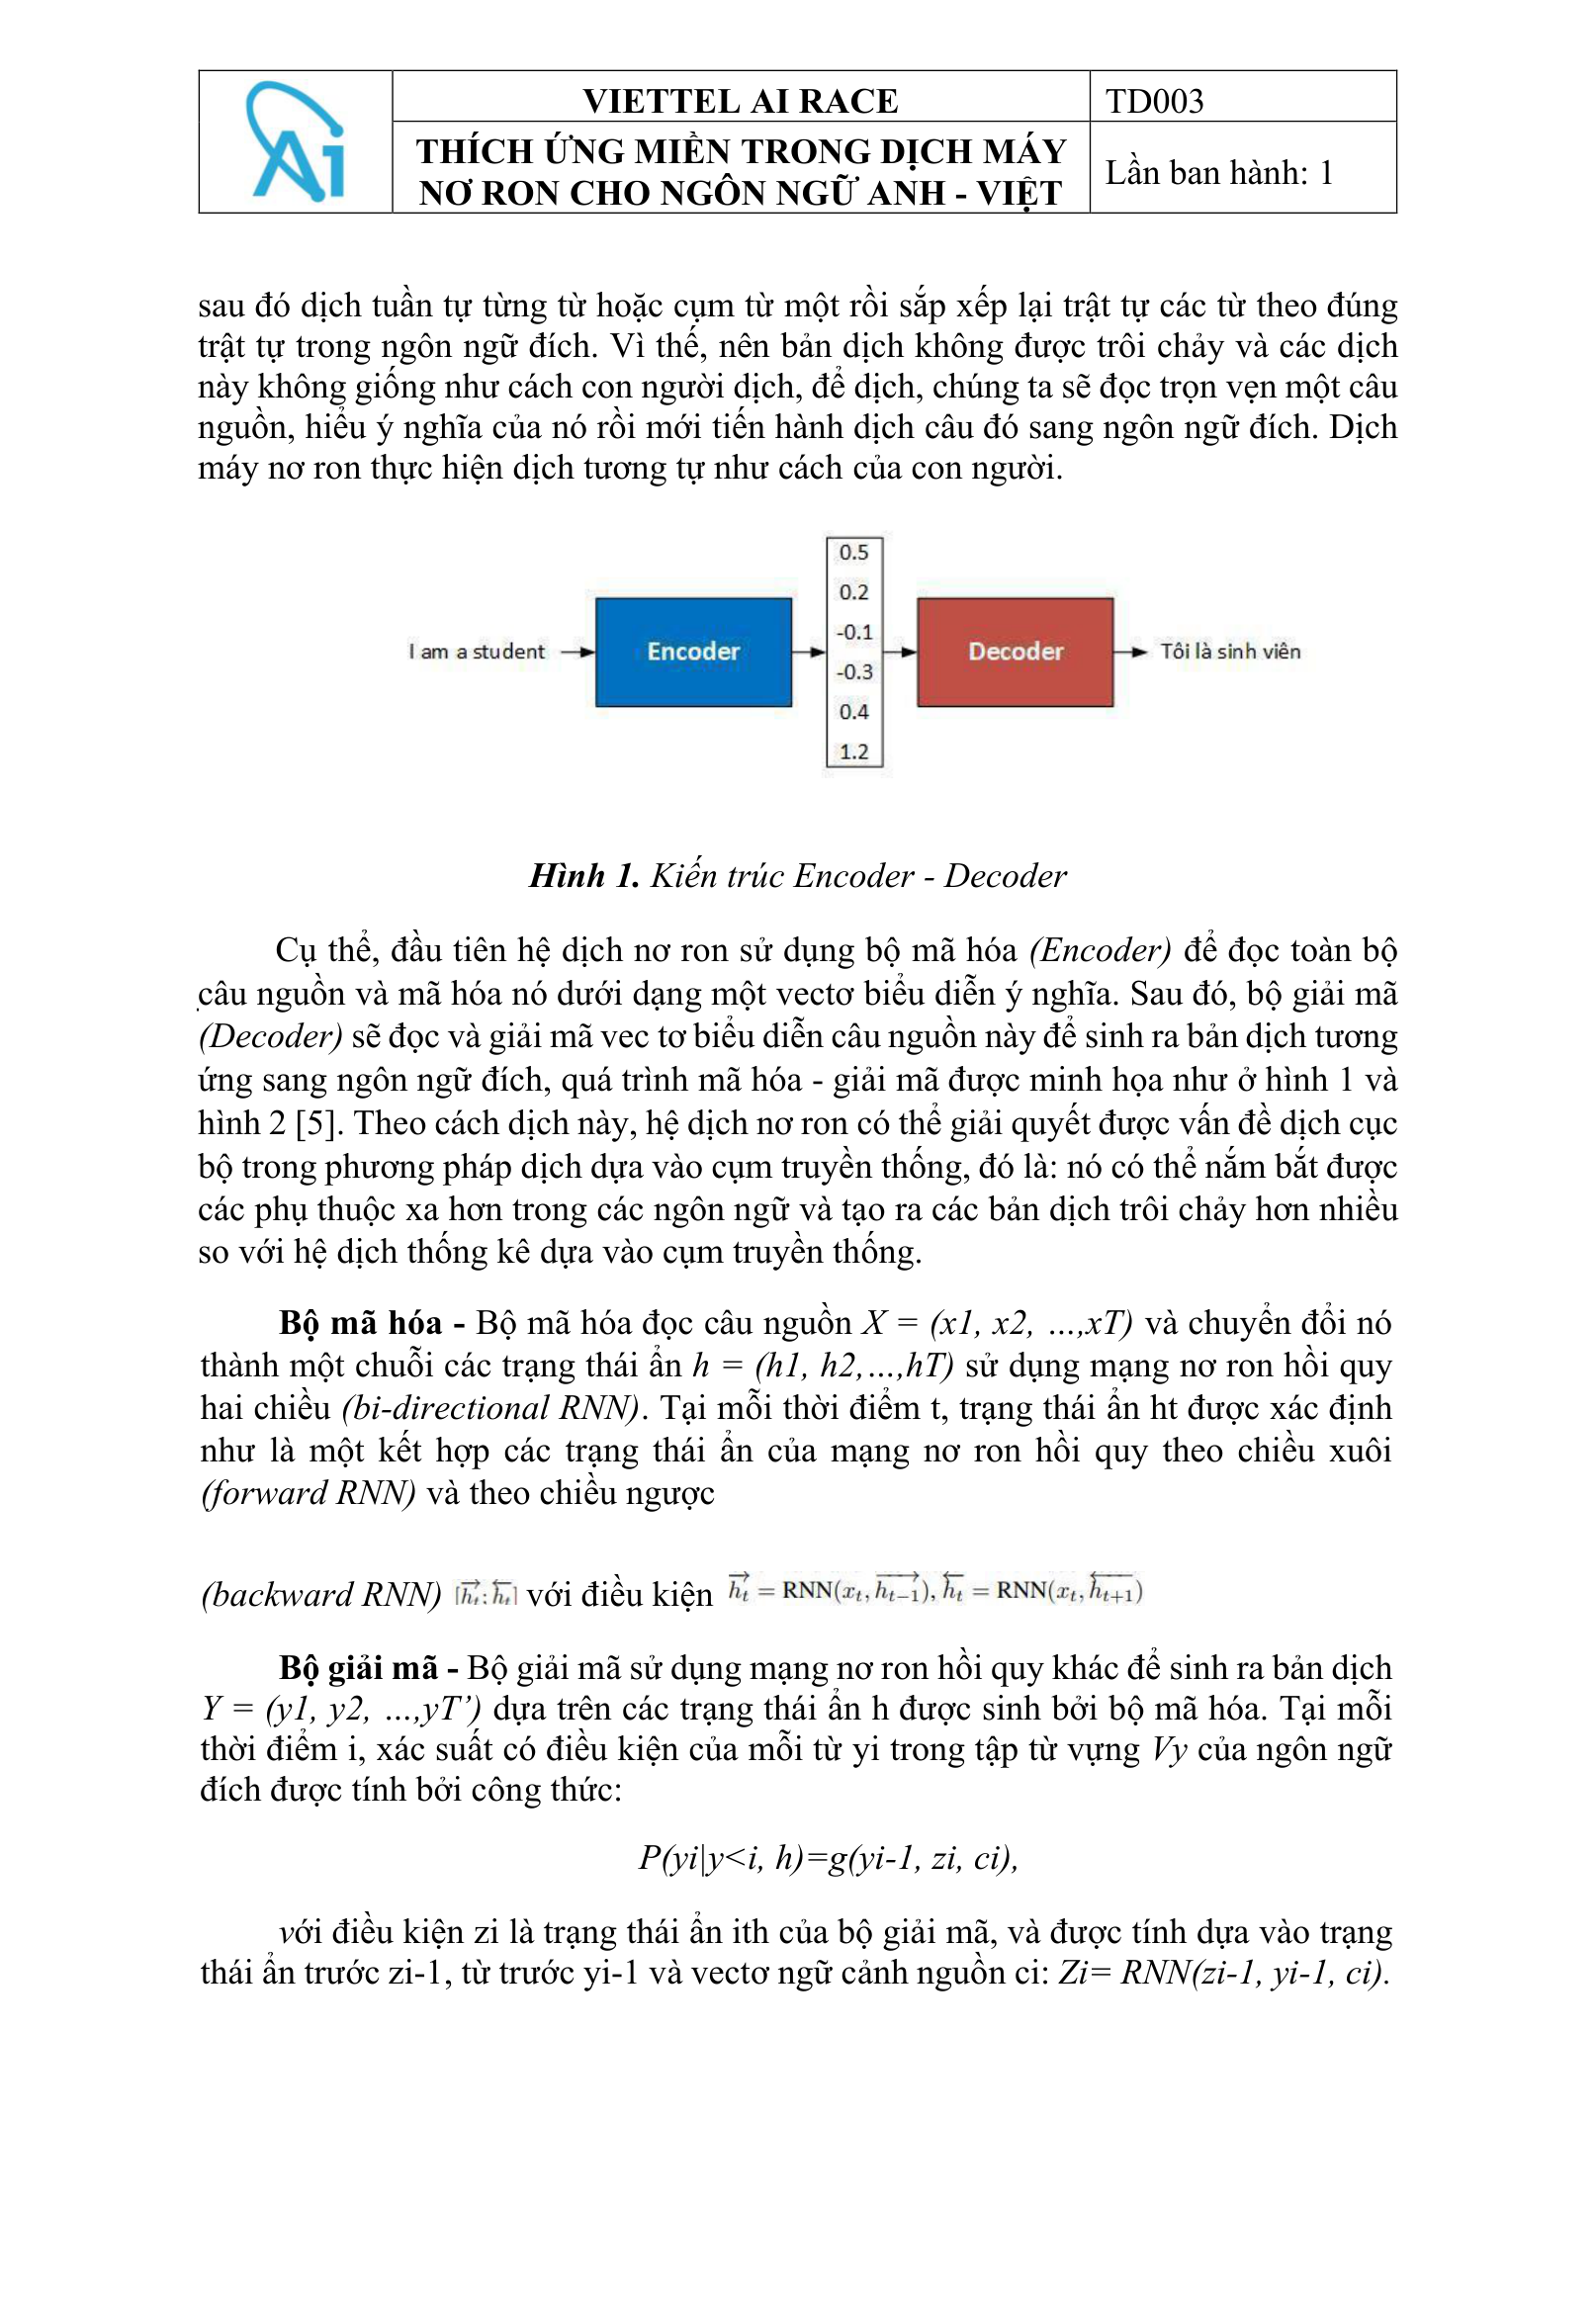 Ai
VIETTEL AI RACE
TD003
THÍCH ỨNG MIỀN TRONG DỊCH MÁY
NƠ RON CHO NGÔN NGỮ ANH - VIỆT
Lần ban hành: 1
sau đó dịch tuần tự từng từ hoặc cụm từ một rồi sắp xếp lại trật tự các từ theo đúng
trật tự trong ngôn ngữ đích. Vì thế, nên bản dịch không được trôi chảy và các dịch
này không giống như cách con người dịch, để dịch, chúng ta sẽ đọc trọn vẹn một câu
nguồn, hiểu ý nghĩa của nó rồi mới tiến hành dịch câu đó sang ngôn ngữ đích. Dịch
máy nơ ron thực hiện dịch tương tự như cách của con người.
I am a student
Encoder
0.5
0.2
-0.1
-0.3
0.4
1.2
Decoder
Tôi là sinh viên
Hình 1. Kiến trúc Encoder - Decoder
Cụ thể, đầu tiên hệ dịch nơ ron sử dụng bộ mã hóa (Encoder) để đọc toàn bộ
câu nguồn và mã hóa nó dưới dạng một vectơ biểu diễn ý nghĩa. Sau đó, bộ giải mã
(Decoder) sẽ đọc và giải mã vec tơ biểu diễn câu nguồn này để sinh ra bản dịch tương
ứng sang ngôn ngữ đích, quá trình mã hóa - giải mã được minh họa như ở hình 1 và
hình 2 [5]. Theo cách dịch này, hệ dịch nơ ron có thể giải quyết được vấn đề dịch cục
bộ trong phương pháp dịch dựa vào cụm truyền thống, đó là: nó có thể nắm bắt được
các phụ thuộc xa hơn trong các ngôn ngữ và tạo ra các bản dịch trôi chảy hơn nhiều
so với hệ dịch thống kê dựa vào cụm truyền thống.
Bộ mã hóa - Bộ mã hóa đọc câu nguồn X = (x1, x2, ...,xT) và chuyển đổi nó
thành một chuỗi các trạng thái ẩn h = (h1, h2,...,hT) sử dụng mạng nơ ron hồi quy
hai chiều (bi-directional RNN). Tại mỗi thời điểm t, trạng thái ẩn ht được xác định
như là một kết hợp các trạng thái ẩn của mạng nơ ron hồi quy theo chiều xuôi
(forward RNN) và theo chiều ngược
(backward RNN) [h⃗_t; h⃖_t] với điều kiện h⃗_t = RNN(x_t, h⃗_{t−1}), h⃖_t = RNN(x_t, h⃖_{t+1})
Bộ giải mã - Bộ giải mã sử dụng mạng nơ ron hồi quy khác để sinh ra bản dịch
Y = (y1, y2, ...,yT’) dựa trên các trạng thái ẩn h được sinh bởi bộ mã hóa. Tại mỗi
thời điểm i, xác suất có điều kiện của mỗi từ yi trong tập từ vựng Vy của ngôn ngữ
đích được tính bởi công thức:
P(yi|y<i, h)=g(yi-1, zi, ci),
với điều kiện zi là trạng thái ẩn ith của bộ giải mã, và được tính dựa vào trạng
thái ẩn trước zi-1, từ trước yi-1 và vectơ ngữ cảnh nguồn ci: Zi= RNN(zi-1, yi-1, ci).